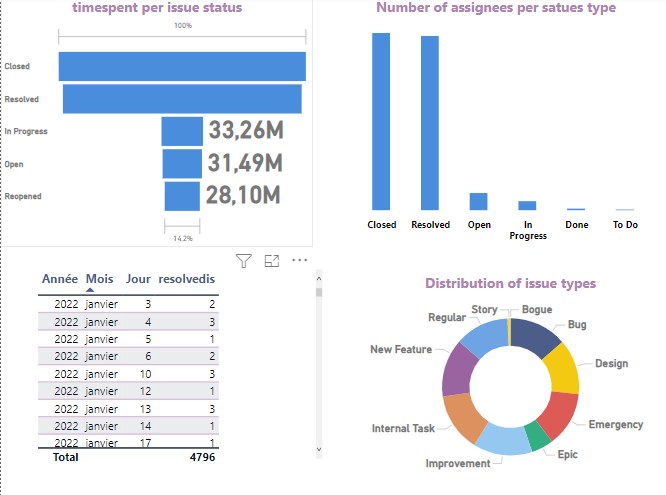 timespent per issue status
100%
Closed
Resolved
In Progress 33,26M
Open 31,49M
Reopened 28,10M
14,2%
Number of assignees per satues type
Closed Resolved Open In Progress Done To Do
Année Mois Jour resolvedis
2022 janvier 3 2
2022 janvier 4 3
2022 janvier 5 1
2022 janvier 6 2
2022 janvier 10 3
2022 janvier 12 1
2022 janvier 13 3
2022 janvier 14 1
2022 janvier 17 1
Total 4796
Distribution of issue types
Story
Bogue
Regular
Bug
New Feature
Design
Internal Task
Emergency
Improvement
Epic